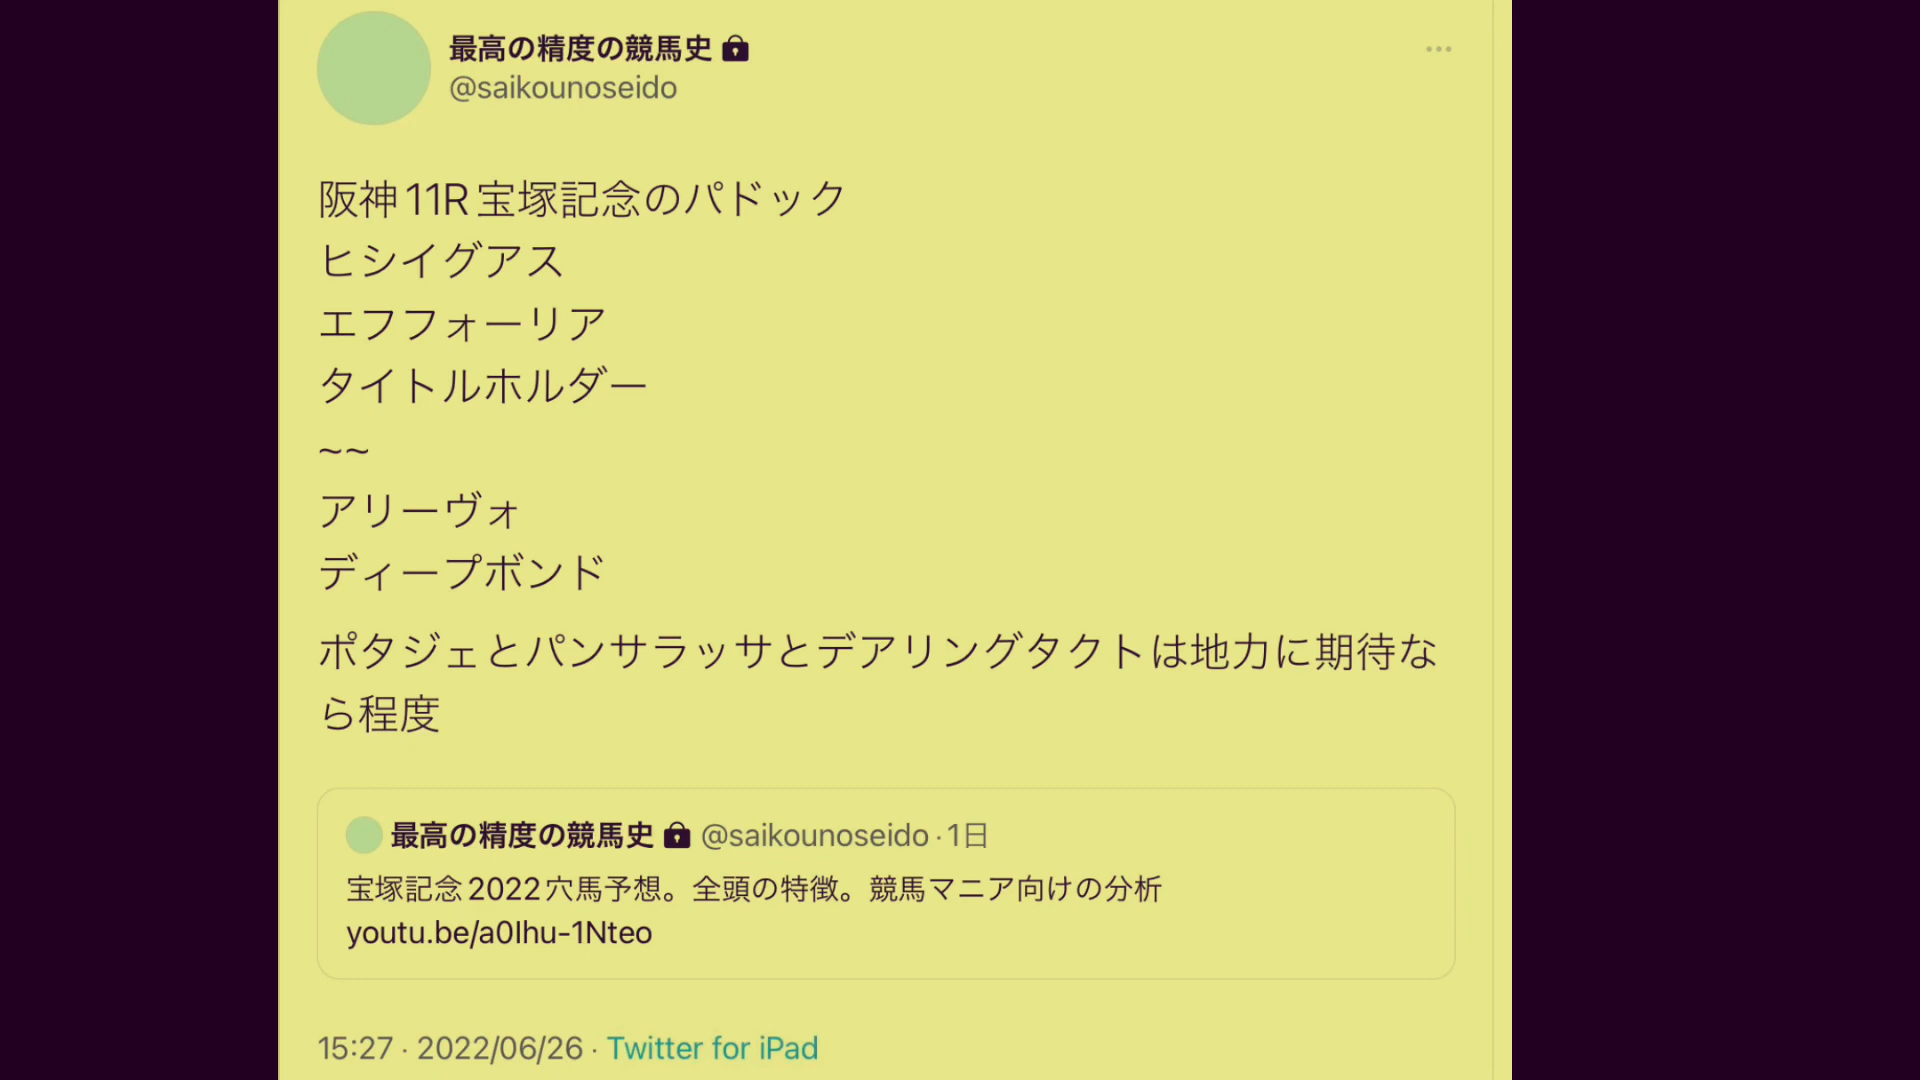 最高の精度の競馬史
@saikounoseido
阪神11R宝塚記念のパドック
ヒシイグアス
エフフォーリア
タイトルホルダー
~~
アリーヴォ
ディープボンド
ポタジェとパンサラッサとデアリングタクトは地力に期待な
ら程度
最高の精度の競馬史 @saikounoseido · 1日
宝塚記念2022穴馬予想。全頭の特徴。競馬マニア向けの分析
youtu.be/a0lhu-1Nteo
15:27 · 2022/06/26 · Twitter for iPad